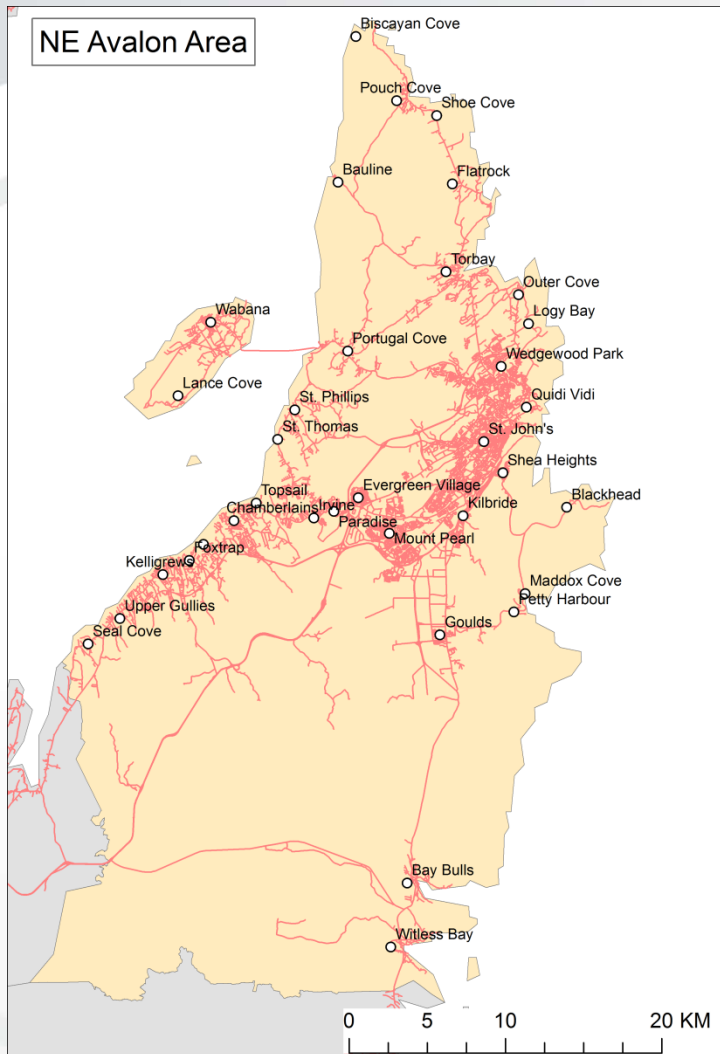 NE Avalon Area
Biscayan Cove
Pouch Cove
Shoe Cove
Bauline
Flatrock
Torbay
Outer Cove
Wabana
Logy Bay
Portugal Cove
Wedgewood Park
Lance Cove
St. Phillips
Quidi Vidi
St. Thomas
St. John's
Shea Heights
Evergreen Village
Topsail
Blackhead
Chamberlains
Irvine
Kilbride
Paradise
Mount Pearl
Foxtrap
Kelligrews
Maddox Cove
Upper Gullies
Petty Harbour
Goulds
Seal Cove
Bay Bulls
Witless Bay
0 5 10 20 KM